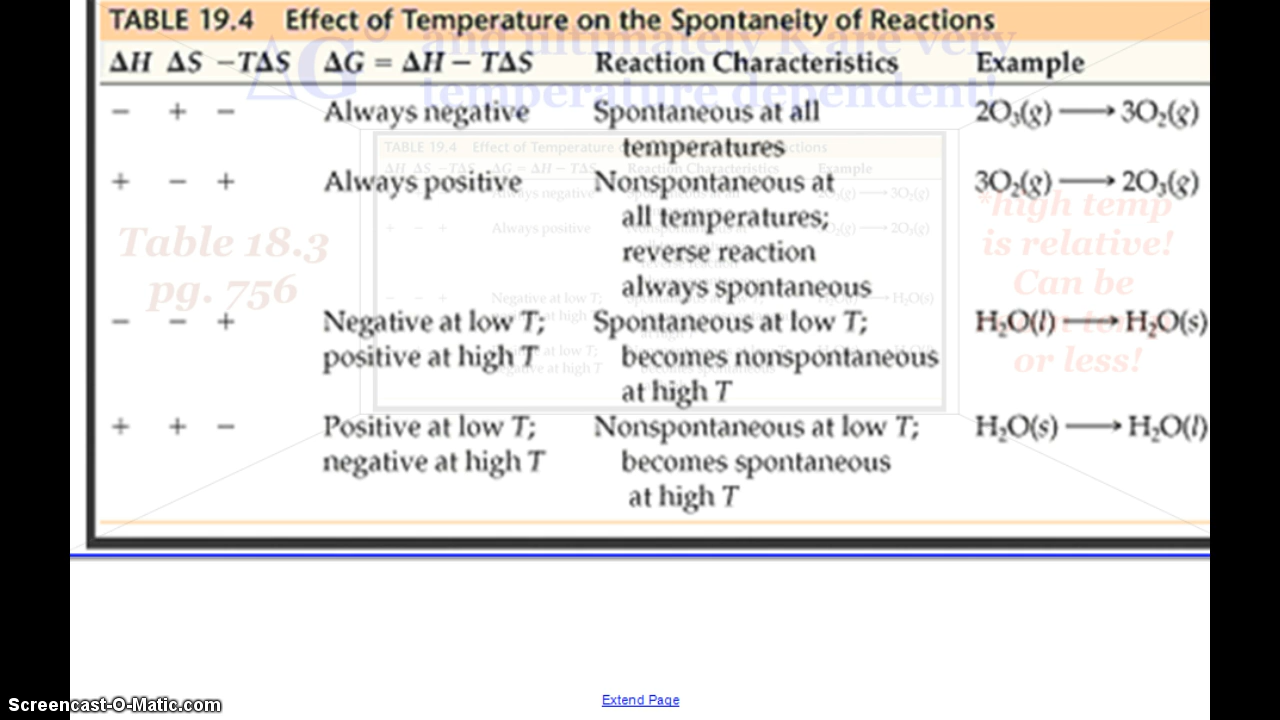 TABLE 19.4 Effect of Temperature on the Spontaneity of Reactions
ΔG° and ultimately K are very
temperature dependent!
ΔH ΔS −TΔS ΔG = ΔH − TΔS Reaction Characteristics Example
− + − Always negative Spontaneous at all 2O₃(g) ⟶ 3O₂(g)
temperatures
+ − + Always positive Nonspontaneous at 3O₂(g) ⟶ 2O₃(g)
all temperatures;
reverse reaction
always spontaneous
− − + Negative at low T; Spontaneous at low T; H₂O(l) ⟶ H₂O(s)
positive at high T becomes nonspontaneous
at high T
+ + − Positive at low T; Nonspontaneous at low T; H₂O(s) ⟶ H₂O(l)
negative at high T becomes spontaneous
at high T
Table 18.3
pg. 756
*high temp
is relative!
Can be
or less!
Extend Page
Screencast-O-Matic.com